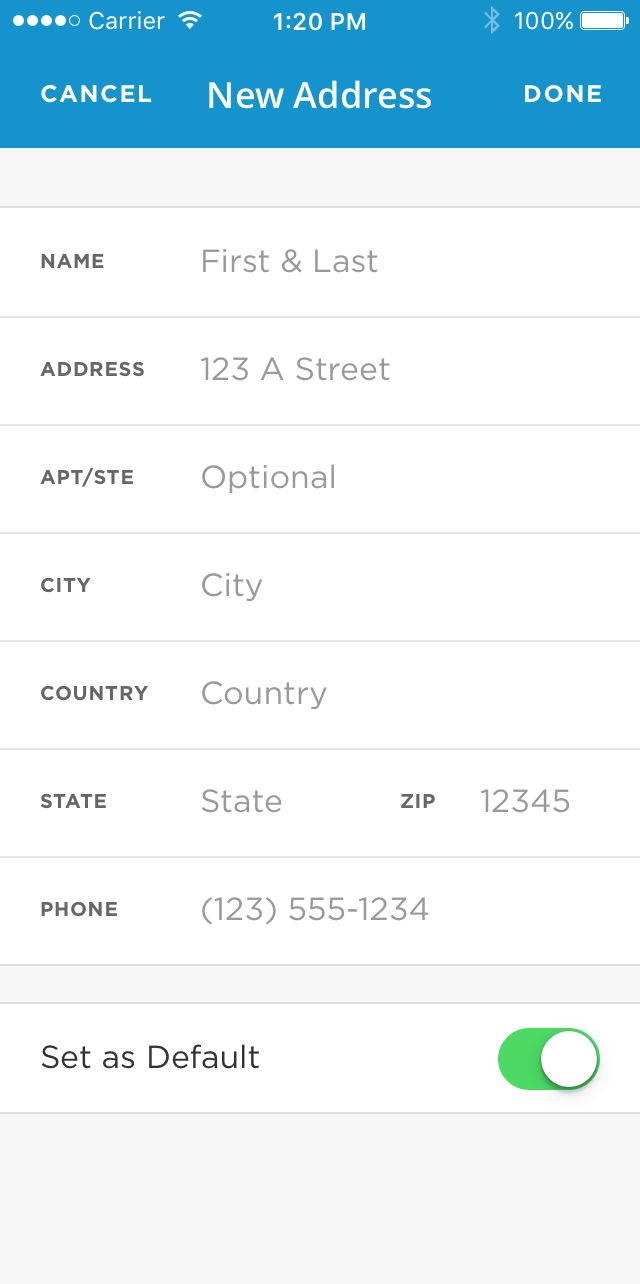 Carrier 1:20 PM 100%
CANCEL New Address DONE
NAME First & Last
ADDRESS 123 A Street
APT/STE Optional
CITY City
COUNTRY Country
STATE State ZIP 12345
PHONE (123) 555-1234
Set as Default